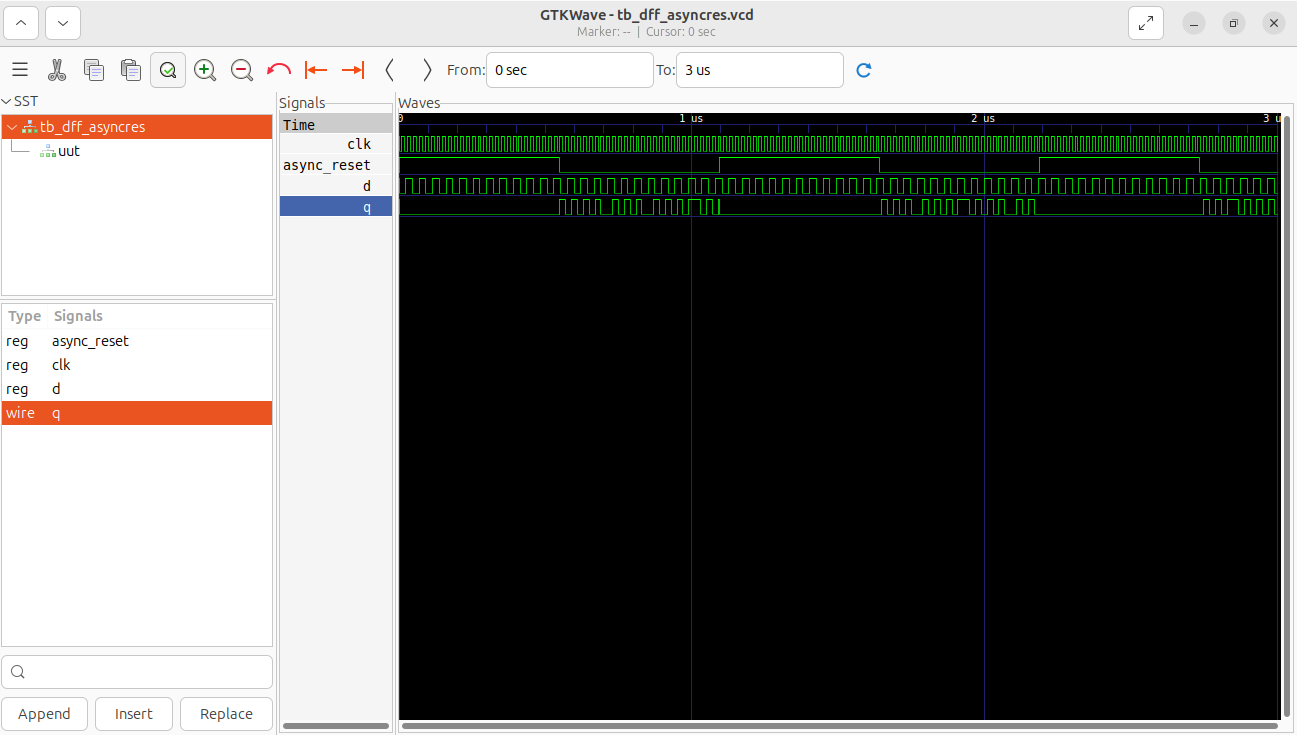 GTKWave - tb_dff_asyncres.vcd
Marker: -- | Cursor: 0 sec
From: 0 sec To: 3 us
SST
tb_dff_asyncres
uut
Type Signals
reg async_reset
reg clk
reg d
wire q
Append Insert Replace
Signals
Time
clk
async_reset
d
q
Waves
0 1 us 2 us 3 u